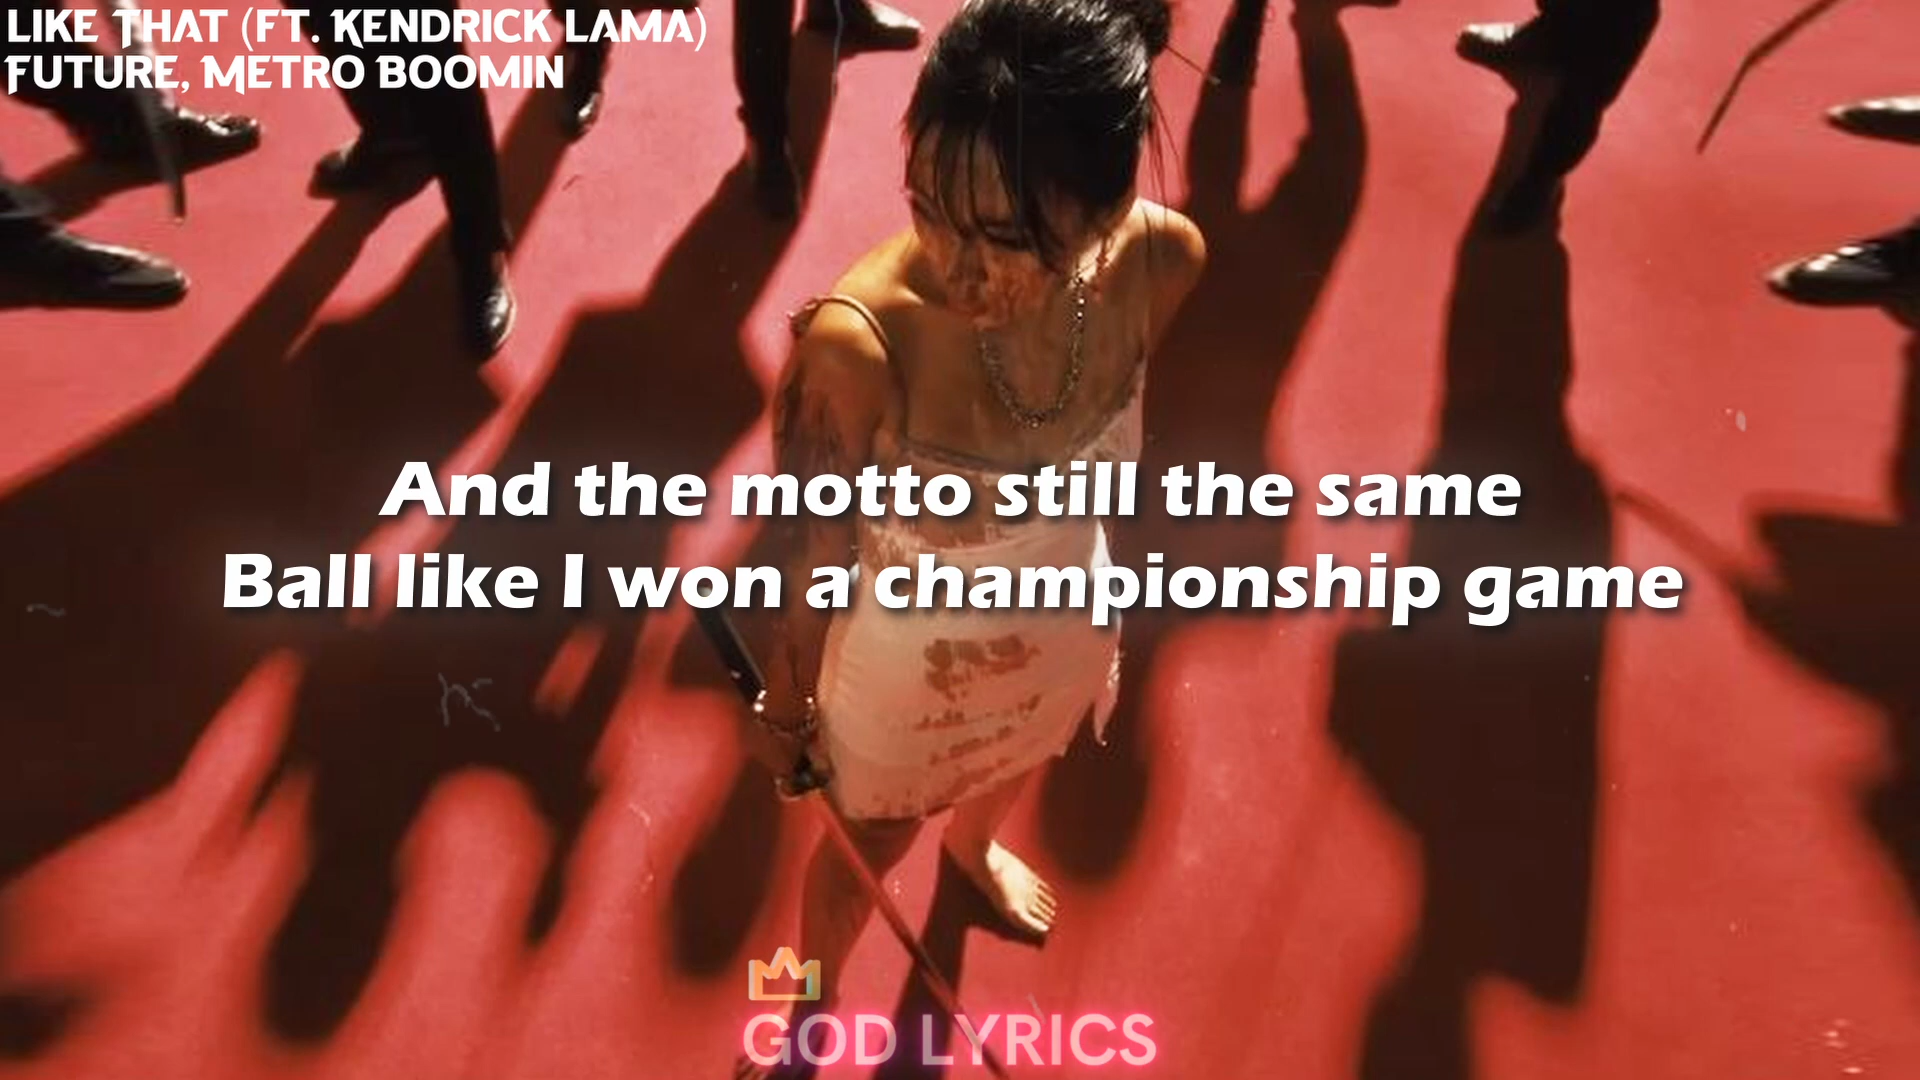 LIKE THAT (FT. KENDRICK LAMA)
FUTURE, METRO BOOMIN
And the motto still the same
Ball like I won a championship game
GOD LYRICS